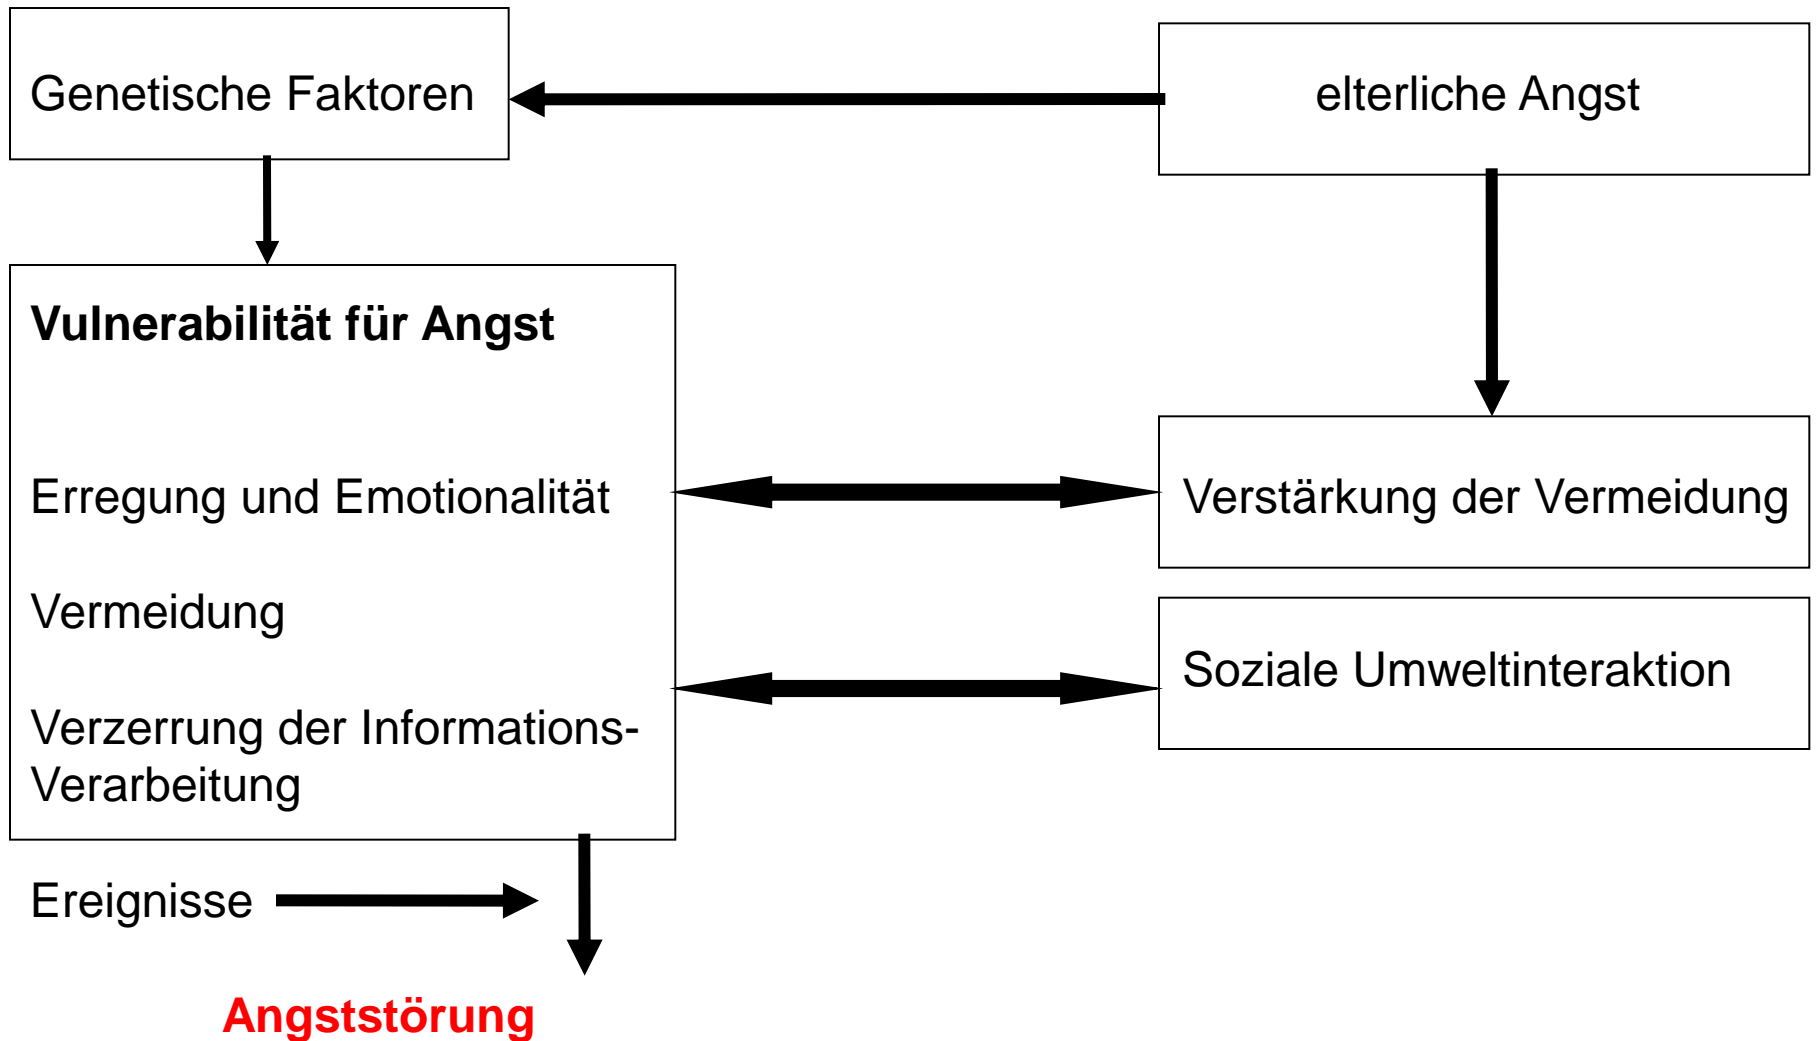 Genetische Faktoren
elterliche Angst
Vulnerabilität für Angst
Erregung und Emotionalität
Verstärkung der Vermeidung
Vermeidung
Soziale Umweltinteraktion
Verzerrung der Informations-
Verarbeitung
Ereignisse
Angststörung